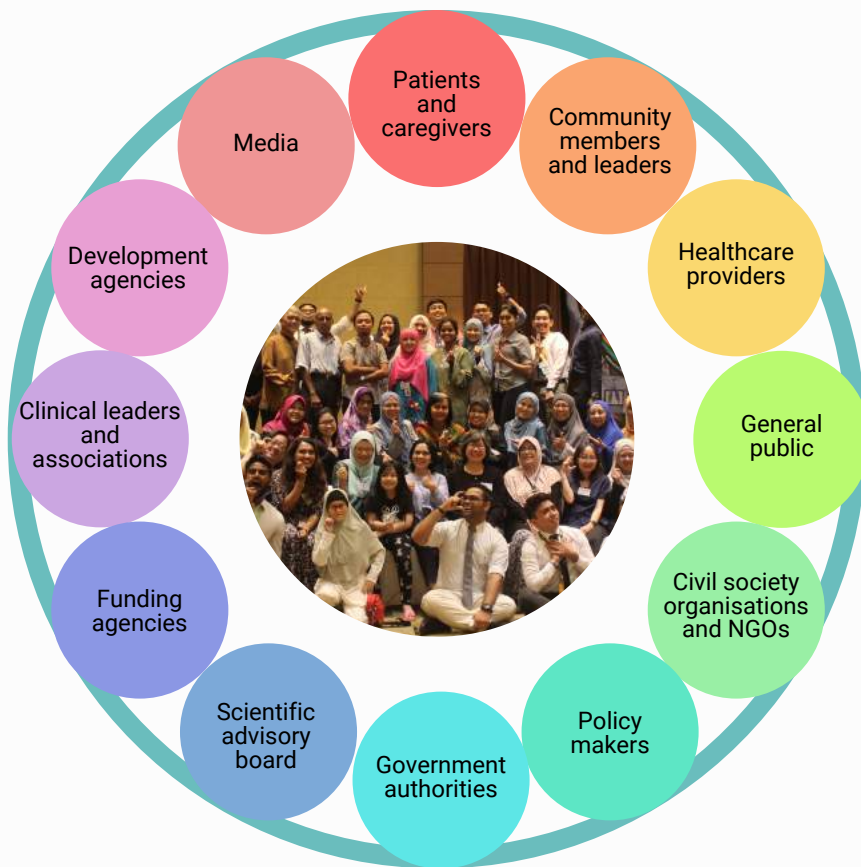 Patients
and
caregivers
Community
members
and leaders
Healthcare
providers
General
public
Civil society
organisations
and NGOs
Policy
makers
Government
authorities
Scientific
advisory
board
Funding
agencies
Clinical leaders
and
associations
Development
agencies
Media